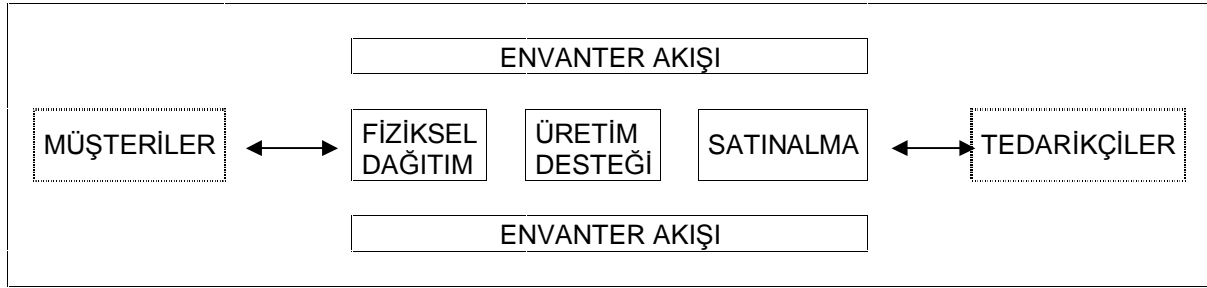 ENVANTER AKIŞI
MÜŞTERİLER
FİZİKSEL
DAĞITIM
ÜRETİM
DESTEĞİ
SATINALMA
TEDARİKÇİLER
ENVANTER AKIŞI